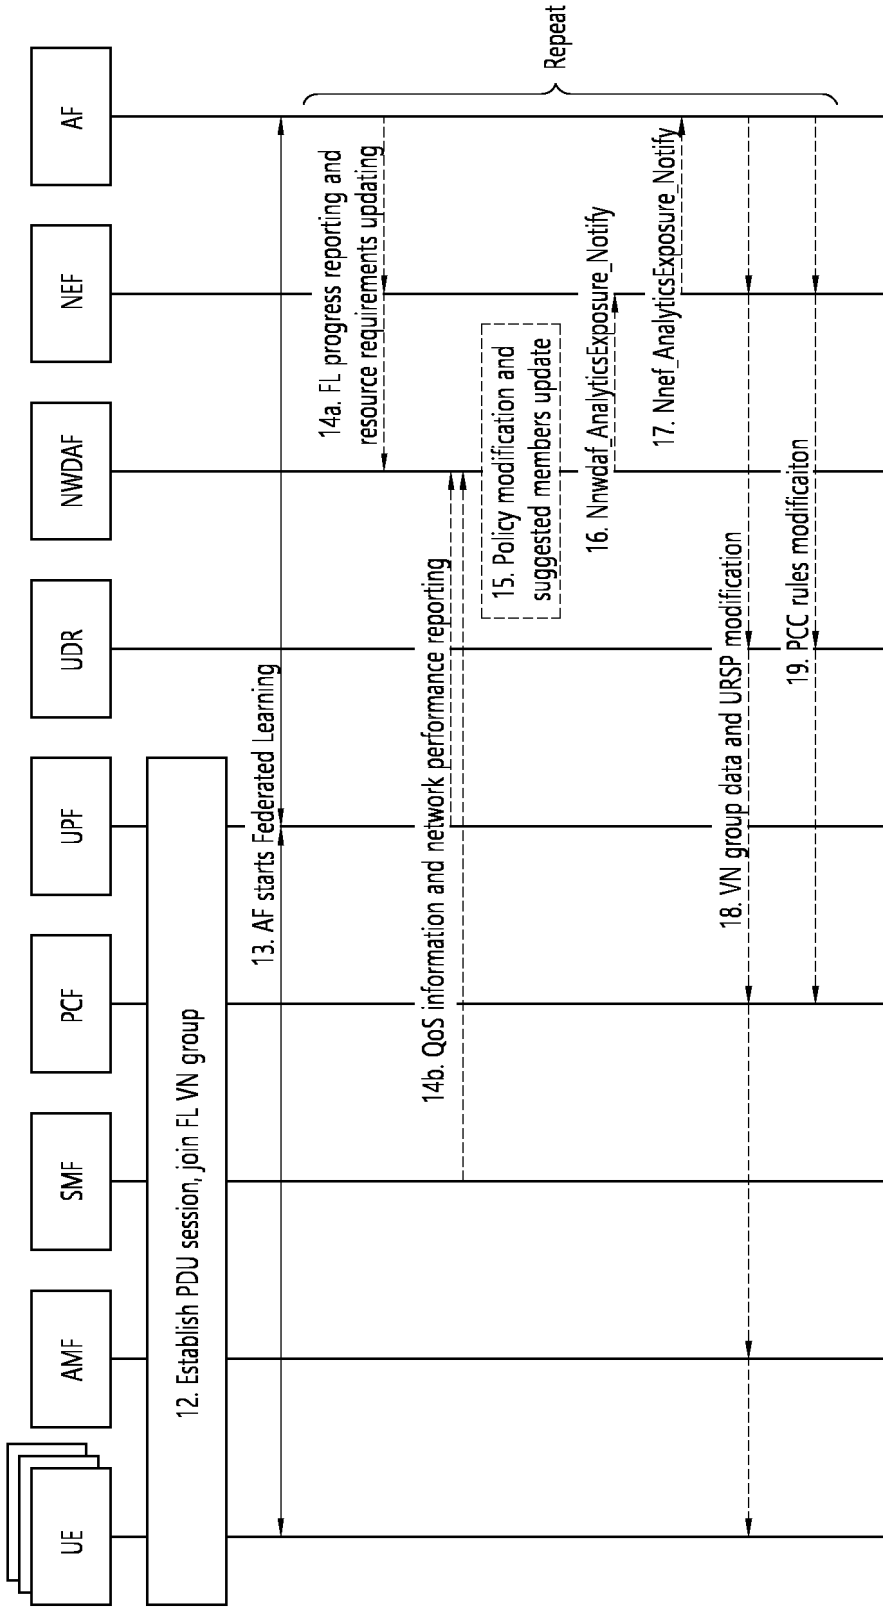 UE
AMF
SMF
PCF
UPF
UDR
NWDAF
NEF
AF
12. Establish PDU session, join FL VN group
13. AF starts Federated Learning
14a. FL progress reporting and
resource requirements updating
14b. QoS information and network performance reporting
15. Policy modification and
suggested members update
16. Nnwdaf_AnalyticsExposure_Notify
17. Nnef_AnalyticsExposure_Notify
18. VN group data and URSP modification
19. PCC rules modificaiton
Repeat